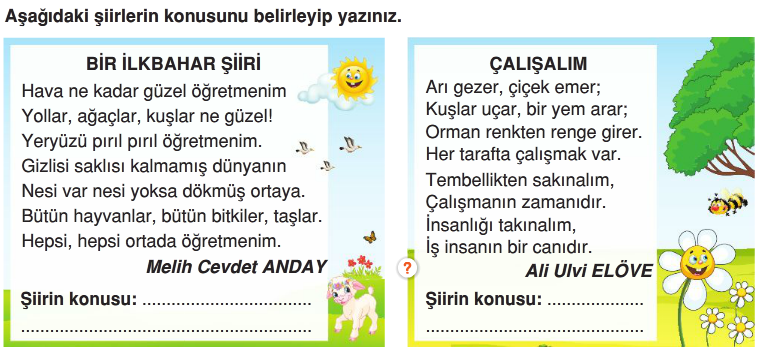 Aşağıdaki şiirlerin konusunu belirleyip yazınız.
BİR İLKBAHAR ŞİİRİ
Hava ne kadar güzel öğretmenim
Yollar, ağaçlar, kuşlar ne güzel!
Yeryüzü pırıl pırıl öğretmenim.
Gizlisi saklısı kalmamış dünyanın
Nesi var nesi yoksa dökmüş ortaya.
Bütün hayvanlar, bütün bitkiler, taşlar.
Hepsi, hepsi ortada öğretmenim.
Melih Cevdet ANDAY
Şiirin konusu: ................................
........................................................
ÇALIŞALIM
Arı gezer, çiçek emer;
Kuşlar uçar, bir yem arar;
Orman renkten renge girer.
Her tarafta çalışmak var.
Tembellikten sakınalım,
Çalışmanın zamanıdır.
İnsanlığı takınalım,
İş insanın bir canıdır.
?
Ali Ulvi ELÖVE
Şiirin konusu: ..................
.........................................